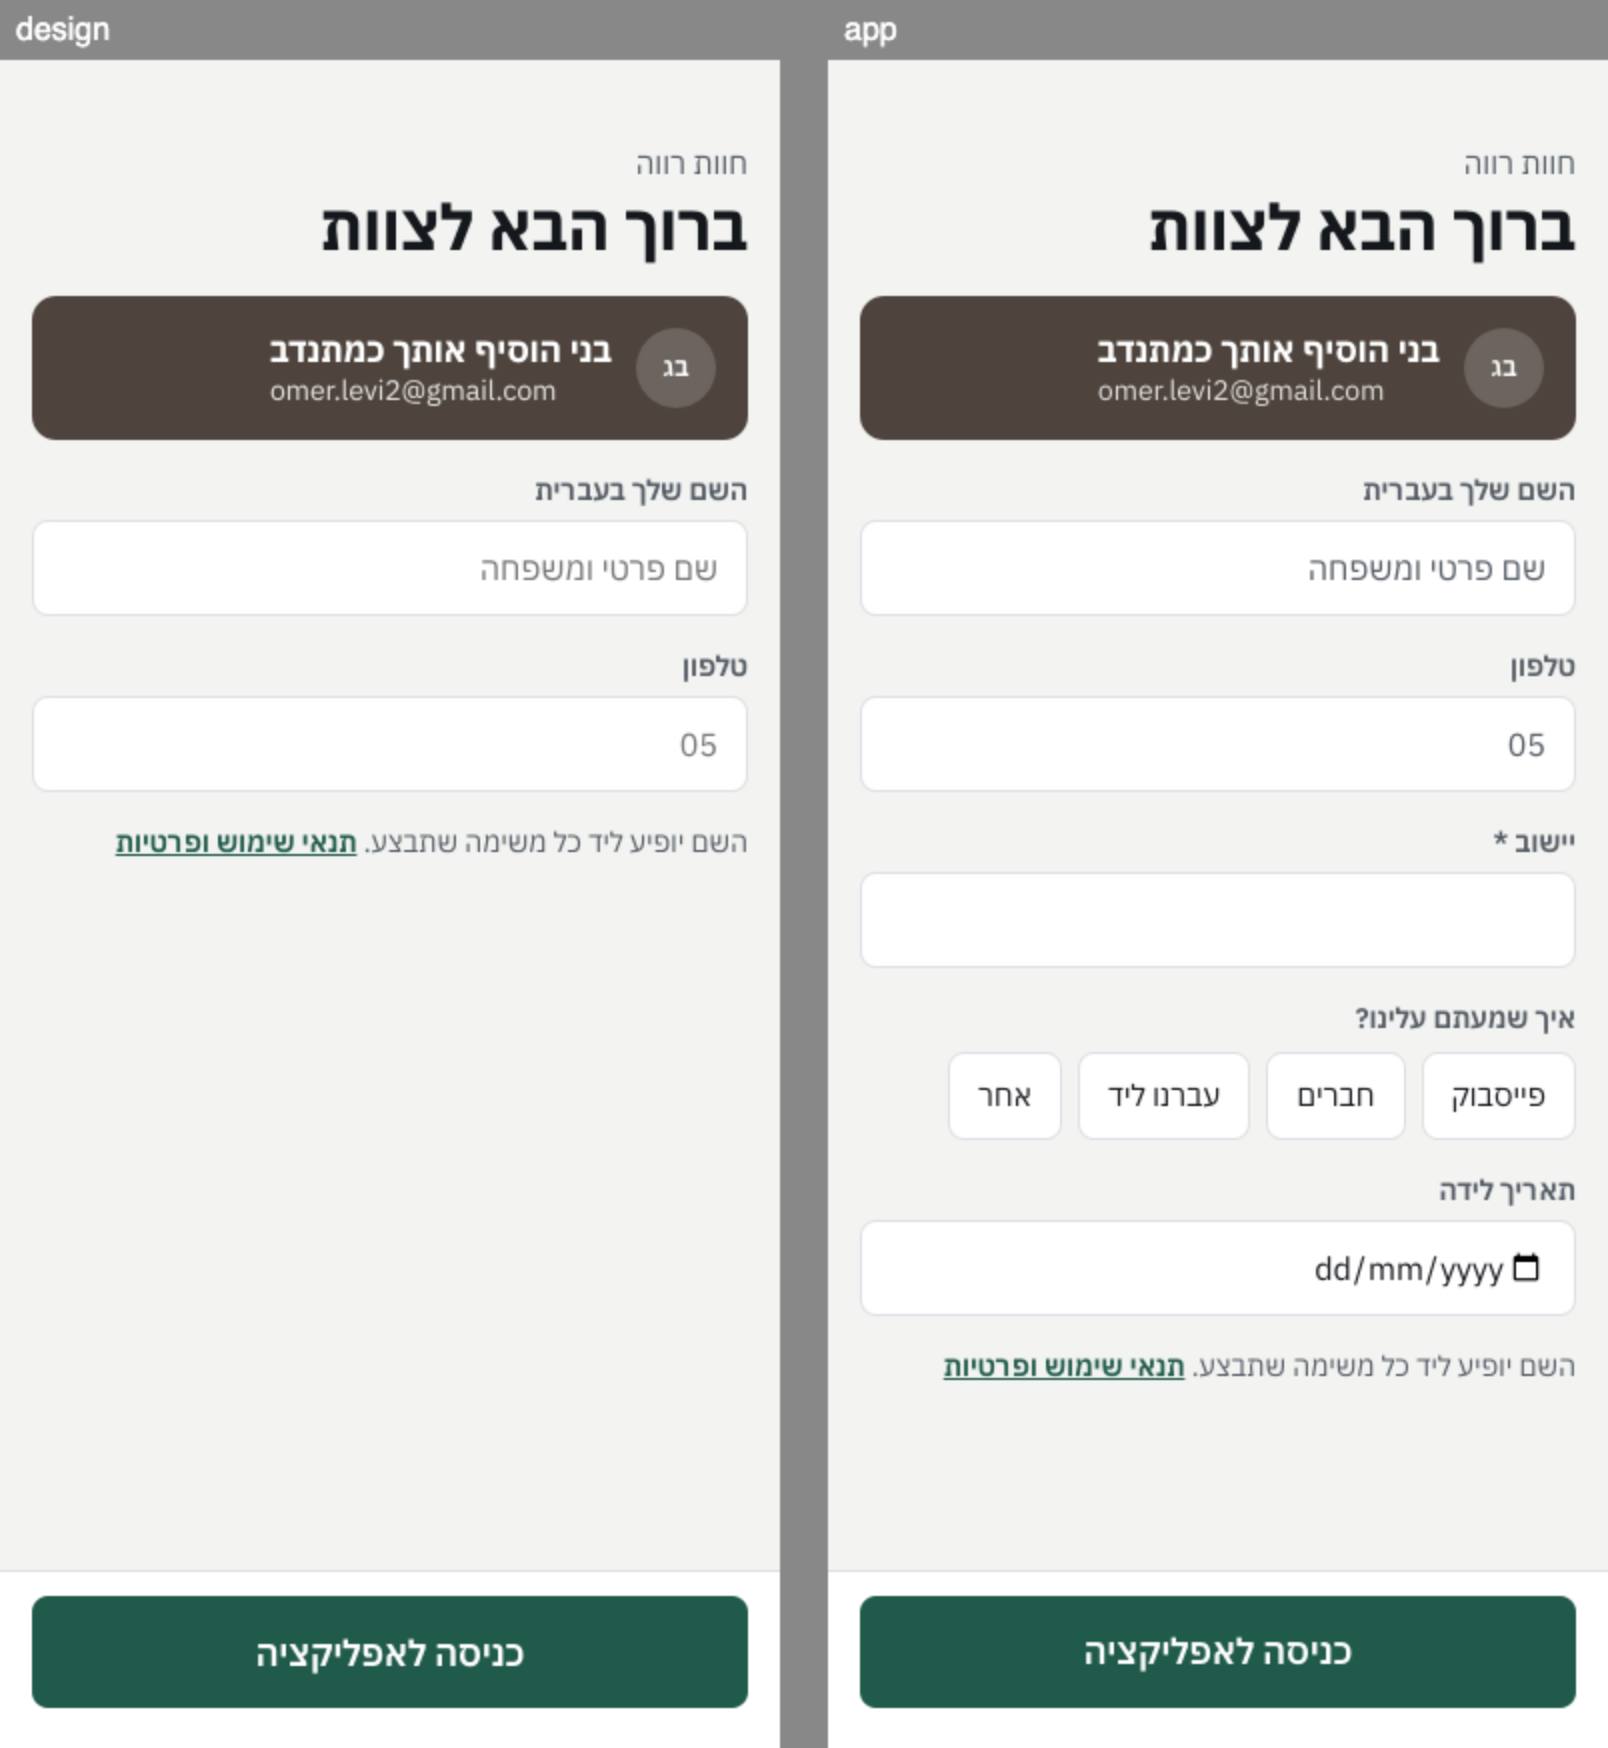 design
חוות רווה
ברוך הבא לצוות
בג
בני הוסיף אותך כמתנדב
omer.levi2@gmail.com
השם שלך בעברית
שם פרטי ומשפחה
טלפון
05
השם יופיע ליד כל משימה שתבצע. תנאי שימוש ופרטיות
כניסה לאפליקציה
app
חוות רווה
ברוך הבא לצוות
בג
בני הוסיף אותך כמתנדב
omer.levi2@gmail.com
השם שלך בעברית
שם פרטי ומשפחה
טלפון
05
יישוב *
איך שמעתם עלינו?
פייסבוק חברים עברנו ליד אחר
תאריך לידה
dd/mm/yyyy
השם יופיע ליד כל משימה שתבצע. תנאי שימוש ופרטיות
כניסה לאפליקציה